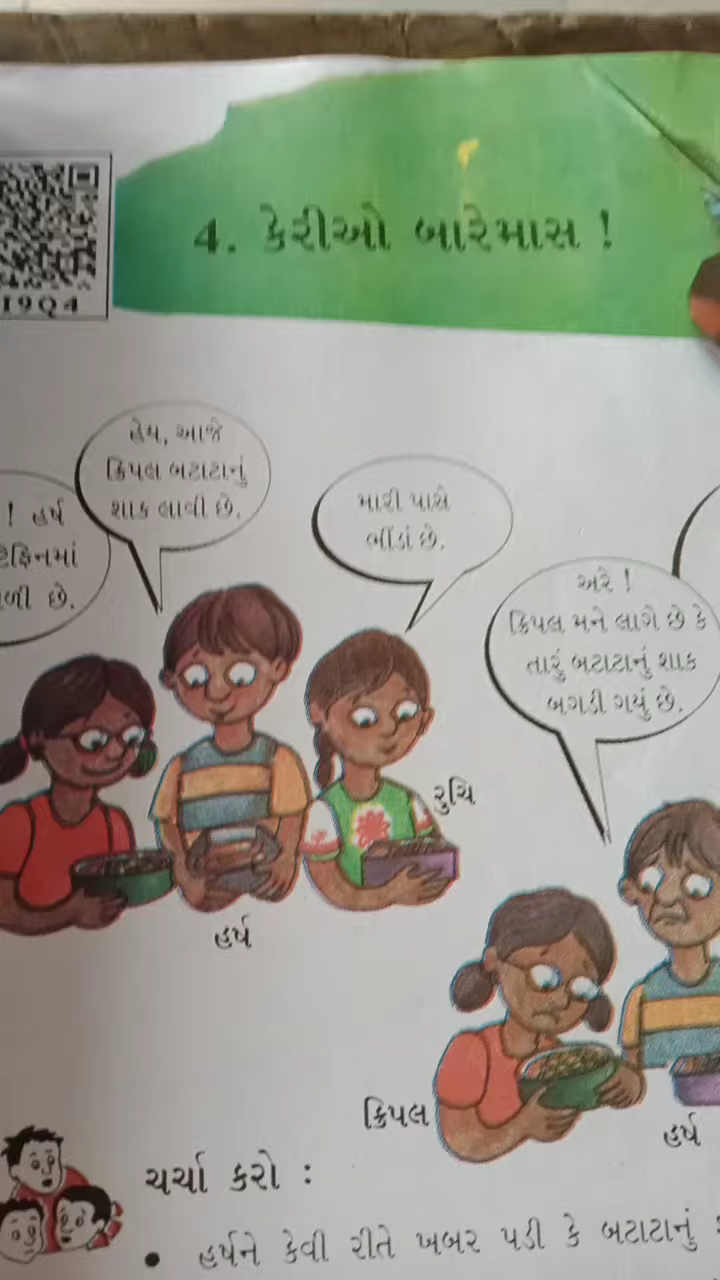 4. કેરીઓ બારેમાસ !
I9Q4
હેય, આજે
ક્રિપલ બટાટાનું
શાક લાવી છે.
! હર્ષ
ટિફિનમાં
ળી છે.
મારી પાસે
ભીંડાં છે.
અરે !
ક્રિપલ મને લાગે છે કે
તારું બટાટાનું શાક
બગડી ગયું છે.
રુચિ
હર્ષ
ક્રિપલ
હર્ષ
ચર્ચા કરો :
• હર્ષને કેવી રીતે ખબર પડી કે બટાટાનું